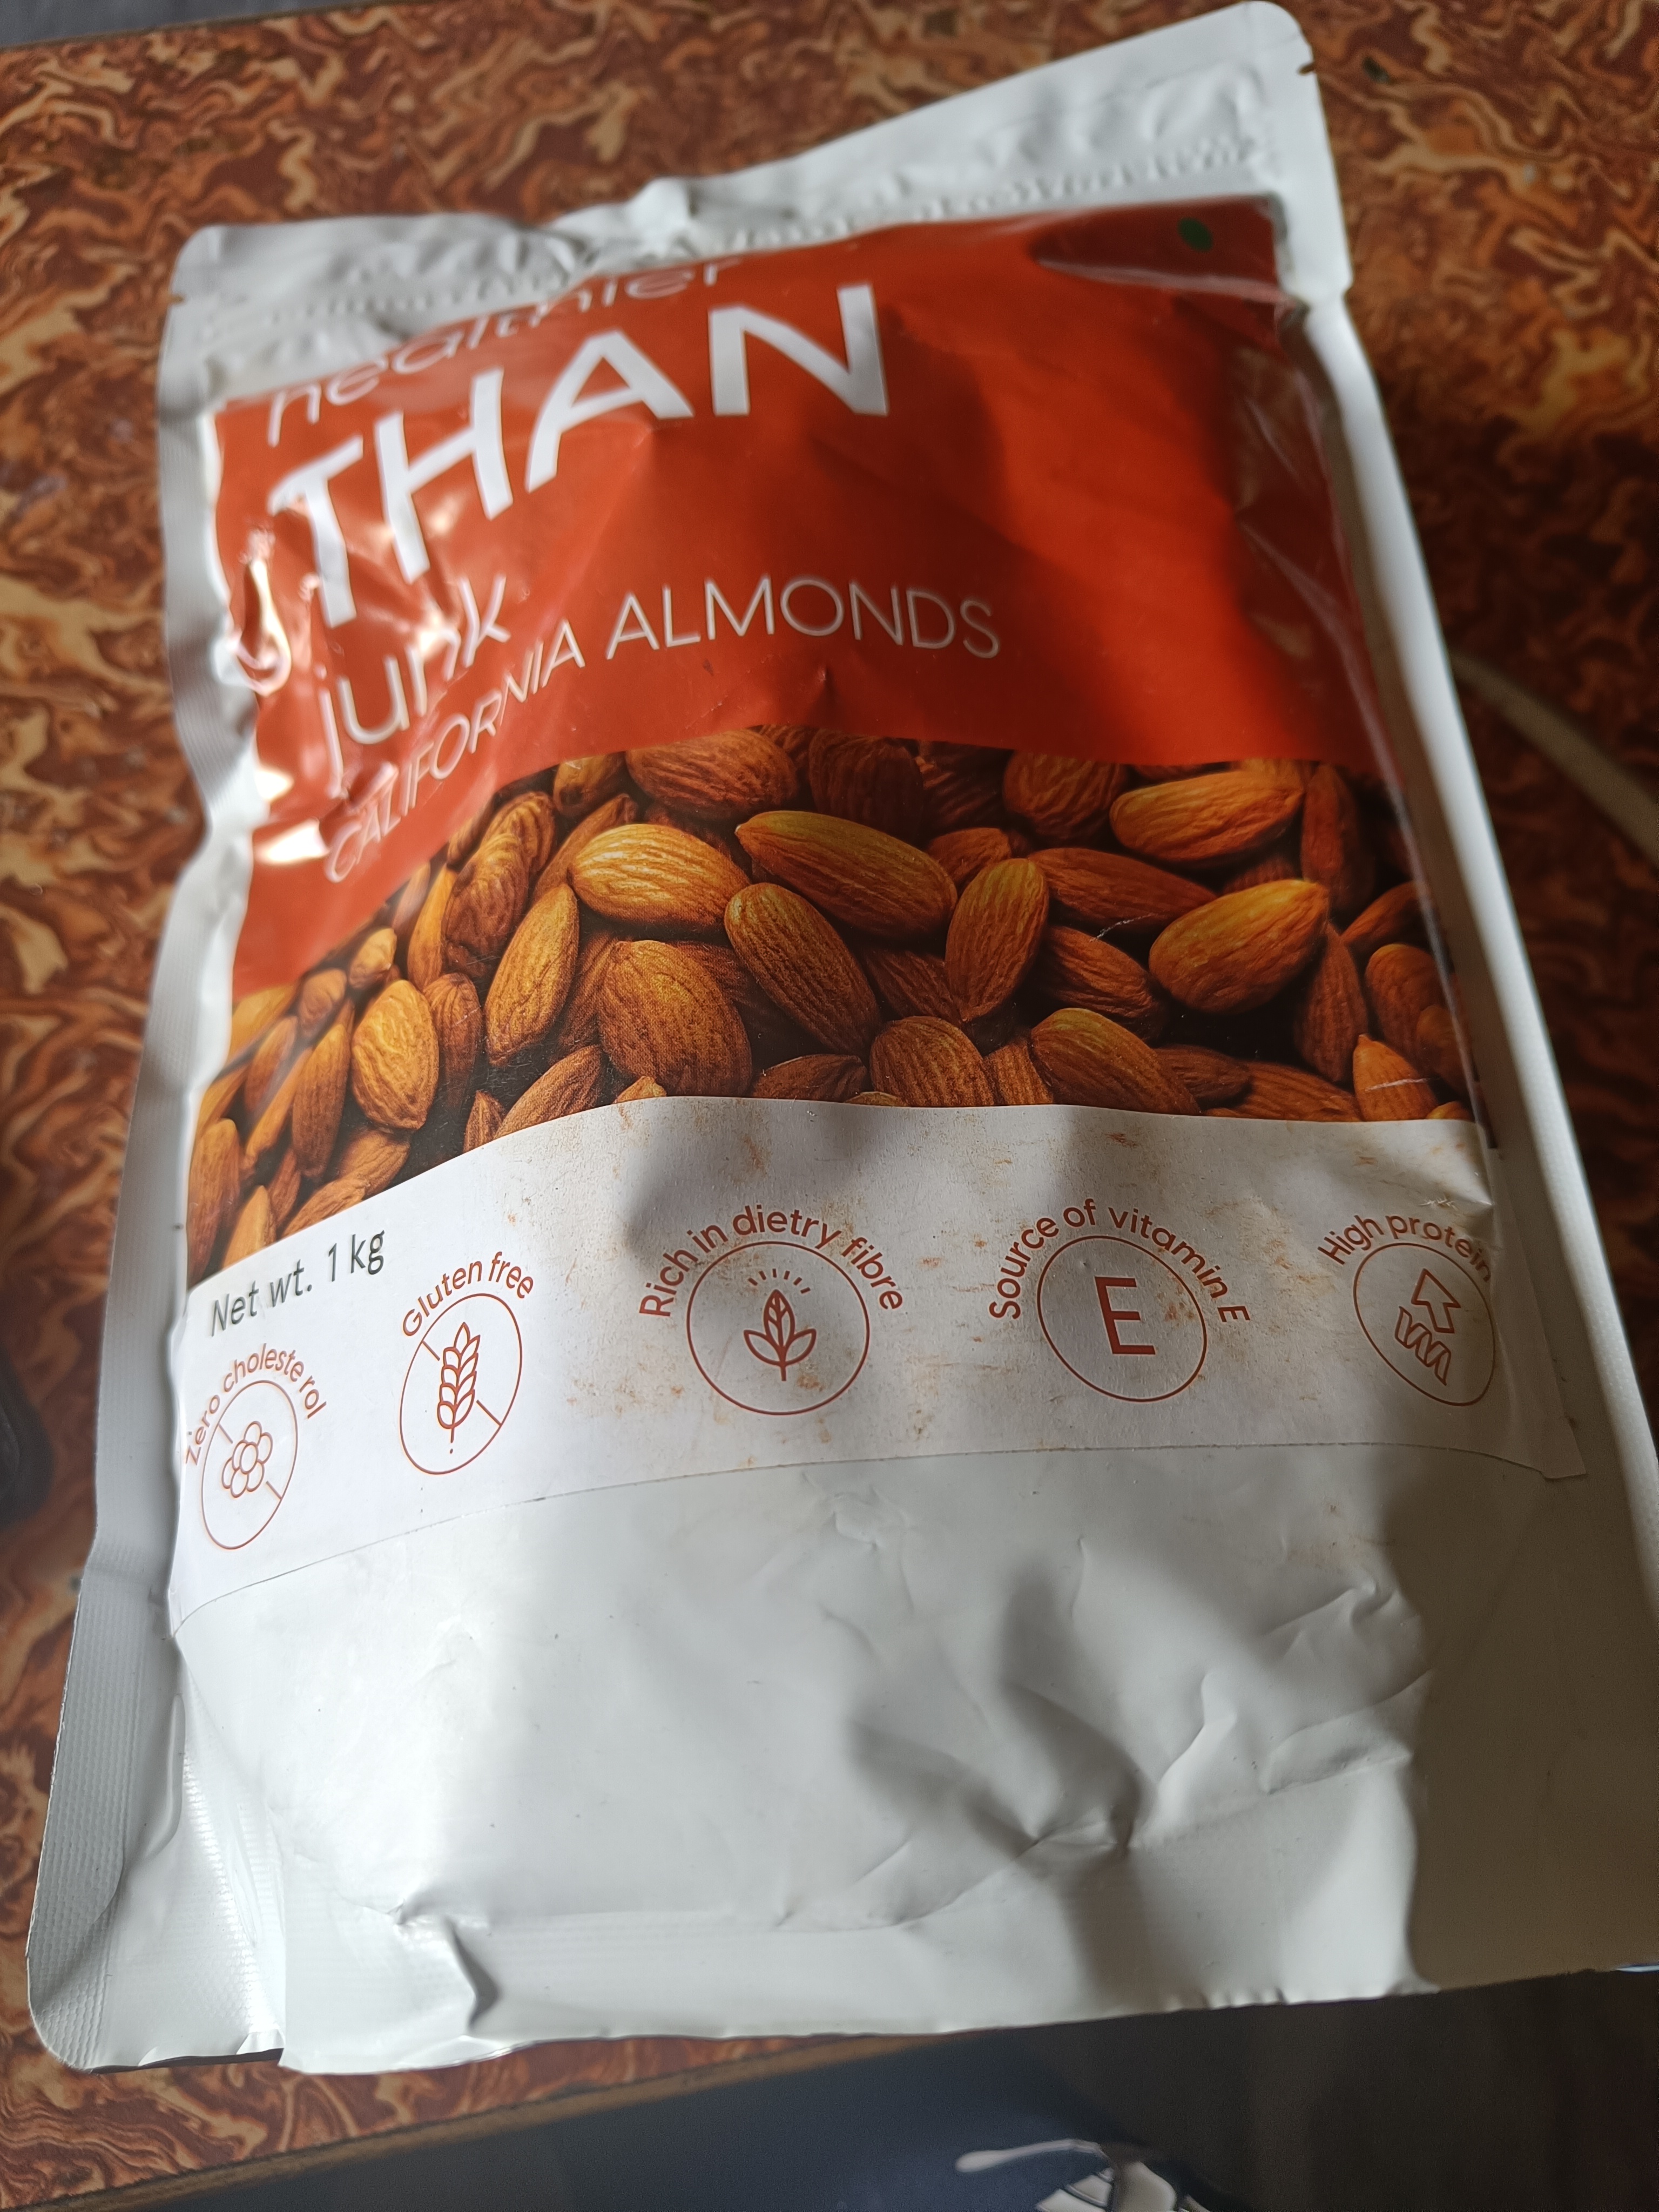 healthier
THAN
junk
CALIFORNIA ALMONDS
Net wt. 1 kg
Zero choleste rol
Gluten free
Rich in dietry fibre
Source of vitamin E
E
High protein